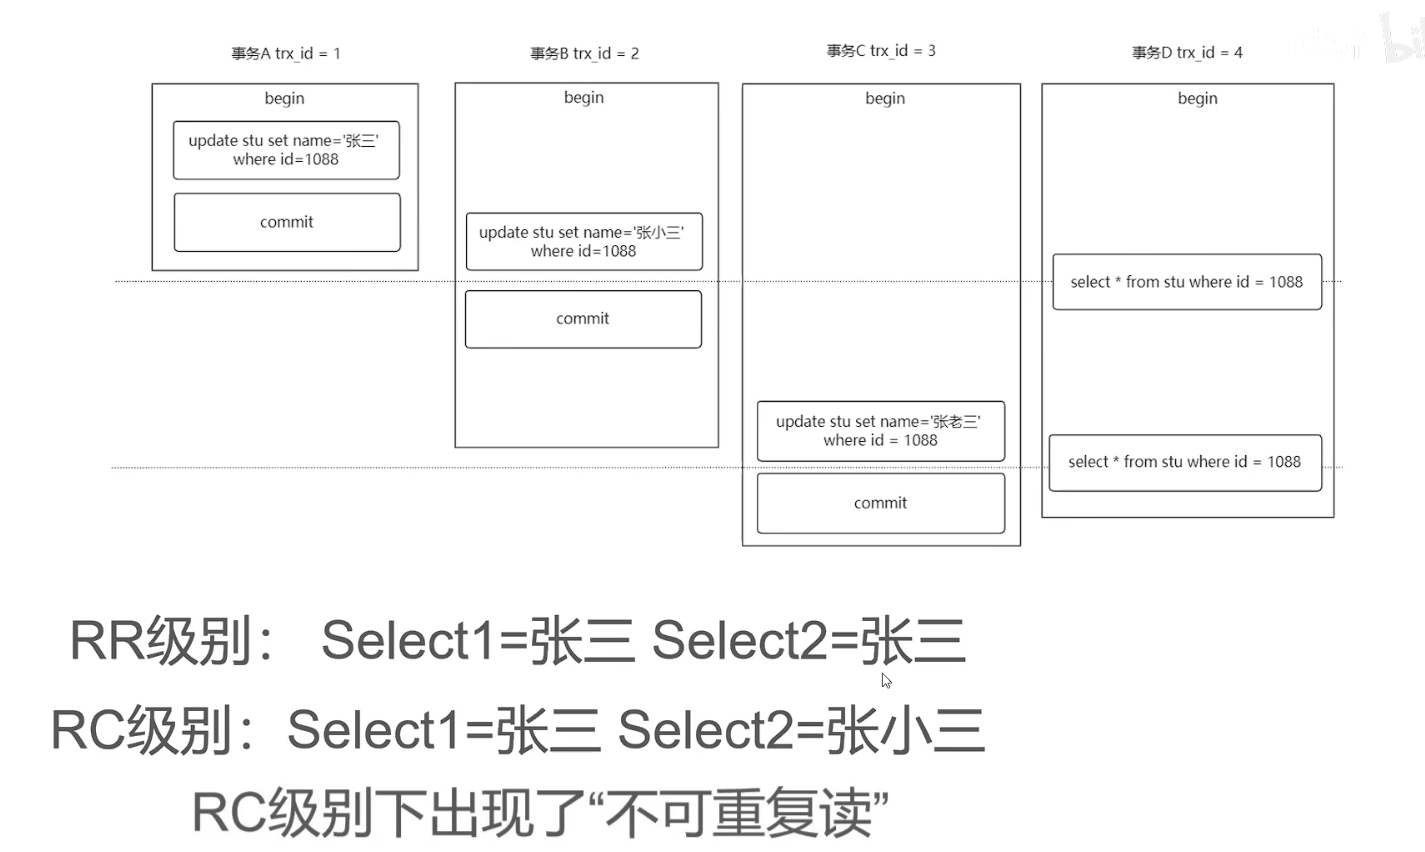 事务A trx_id = 1
事务B trx_id = 2
事务C trx_id = 3
事务D trx_id = 4
begin
update stu set name='张三'
where id=1088
commit
begin
update stu set name='张小三'
where id=1088
commit
begin
update stu set name='张老三'
where id = 1088
commit
begin
select * from stu where id = 1088
select * from stu where id = 1088
RR级别： Select1=张三 Select2=张三
RC级别：Select1=张三 Select2=张小三
RC级别下出现了“不可重复读”